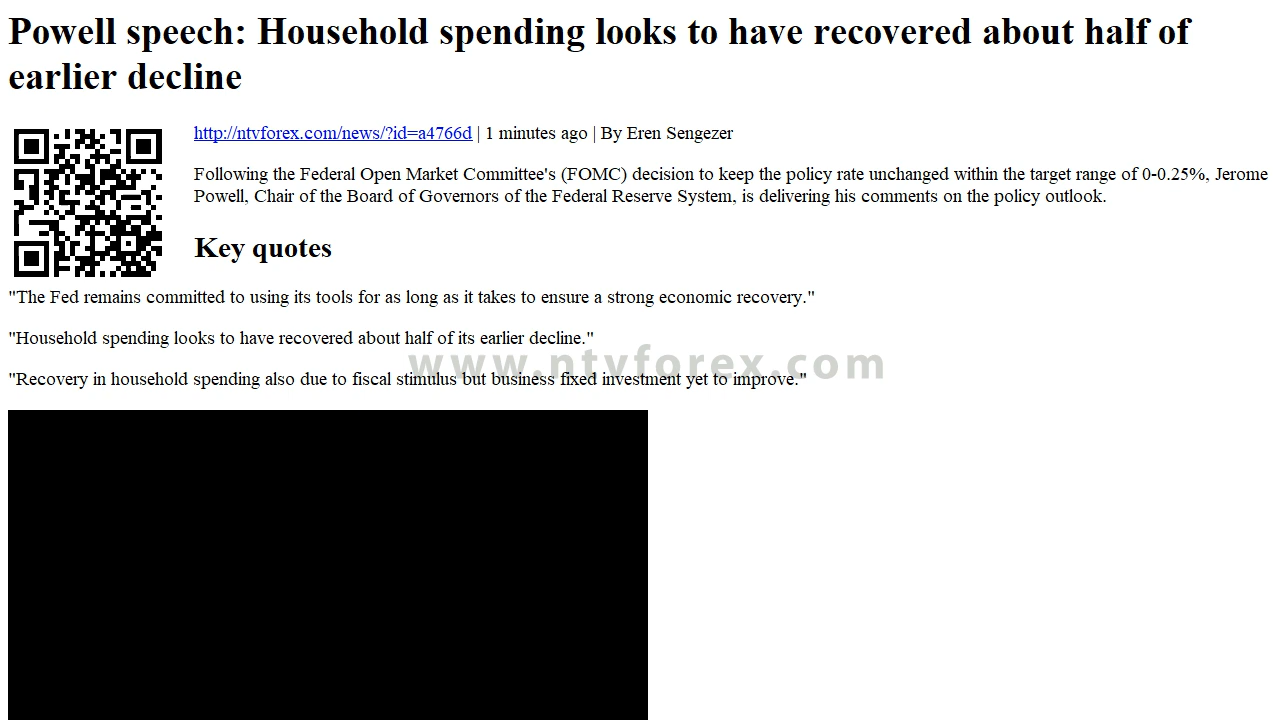 Powell speech: Household spending looks to have recovered about half of
earlier decline
http://ntvforex.com/news/?id=a4766d | 1 minutes ago | By Eren Sengezer
Following the Federal Open Market Committee's (FOMC) decision to keep the policy rate unchanged within the target range of 0-0.25%, Jerome
Powell, Chair of the Board of Governors of the Federal Reserve System, is delivering his comments on the policy outlook.
Key quotes
"The Fed remains committed to using its tools for as long as it takes to ensure a strong economic recovery."
"Household spending looks to have recovered about half of its earlier decline."
www.ntvforex.com
"Recovery in household spending also due to fiscal stimulus but business fixed investment yet to improve."